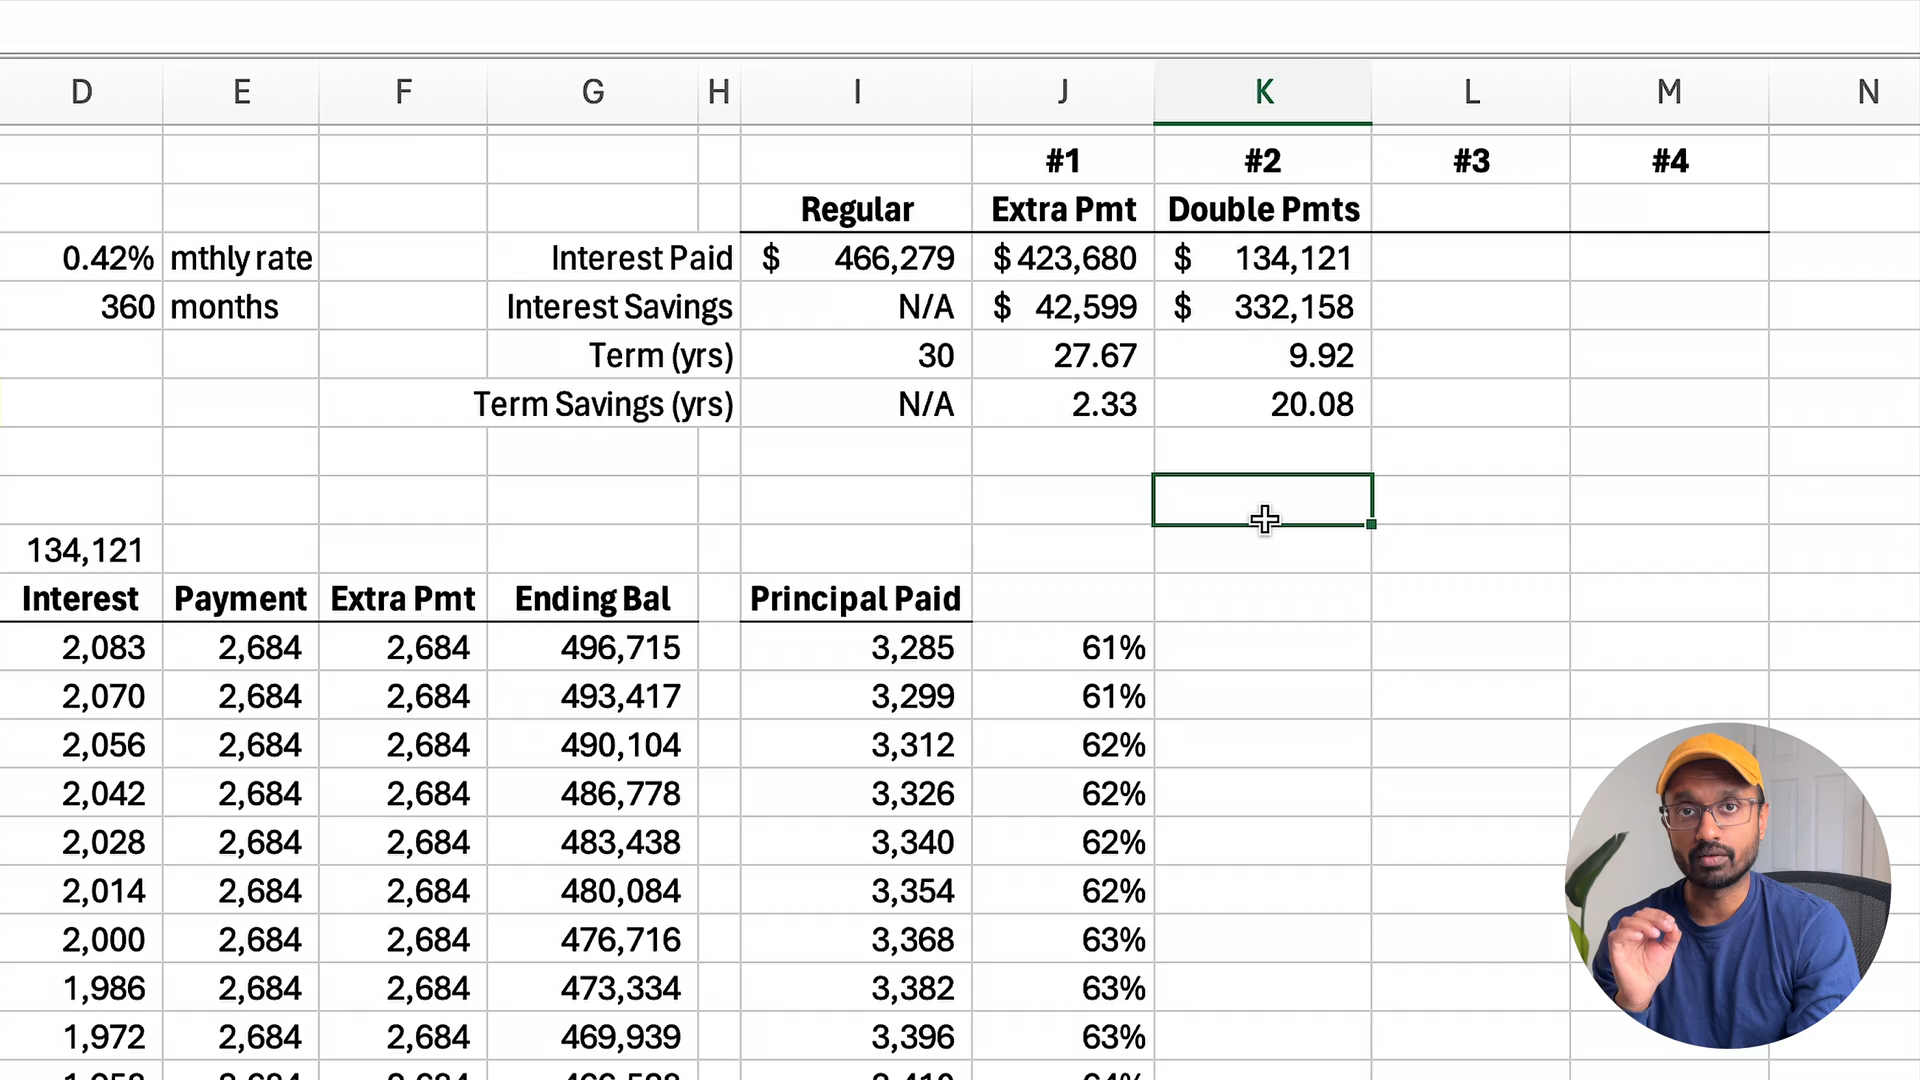 D E F G H I J K L M N
#1 #2 #3 #4
Regular Extra Pmt Double Pmts
0.42% mthly rate Interest Paid $ 466,279 $ 423,680 $ 134,121
360 months Interest Savings N/A $ 42,599 $ 332,158
Term (yrs) 30 27.67 9.92
Term Savings (yrs) N/A 2.33 20.08
134,121
Interest Payment Extra Pmt Ending Bal Principal Paid
2,083 2,684 2,684 496,715 3,285 61%
2,070 2,684 2,684 493,417 3,299 61%
2,056 2,684 2,684 490,104 3,312 62%
2,042 2,684 2,684 486,778 3,326 62%
2,028 2,684 2,684 483,438 3,340 62%
2,014 2,684 2,684 480,084 3,354 62%
2,000 2,684 2,684 476,716 3,368 63%
1,986 2,684 2,684 473,334 3,382 63%
1,972 2,684 2,684 469,939 3,396 63%